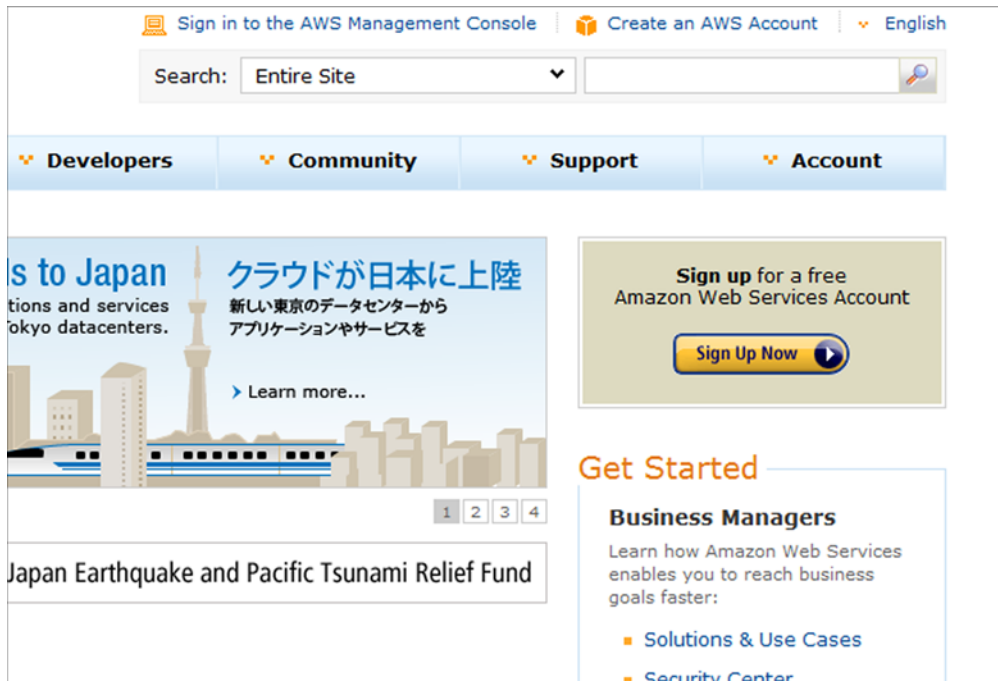 Sign in to the AWS Management Console
Create an AWS Account
English
Search:
Entire Site
Developers
Community
Support
Account
s to Japan
tions and services
okyo datacenters.
クラウドが日本に上陸
新しい東京のデータセンターから
アプリケーションやサービスを
Learn more...
Sign up for a free
Amazon Web Services Account
Sign Up Now
1 2 3 4
Japan Earthquake and Pacific Tsunami Relief Fund
Get Started
Business Managers
Learn how Amazon Web Services
enables you to reach business
goals faster:
Solutions & Use Cases
Security Center